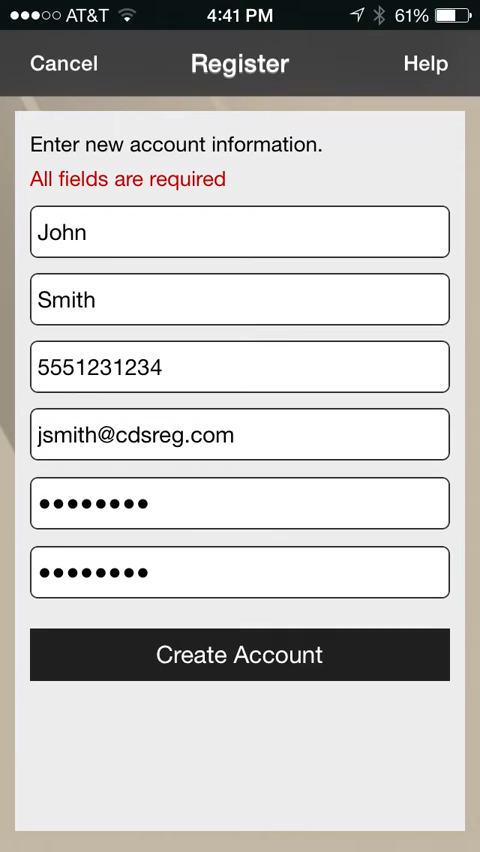 AT&T 4:41 PM 61%
Cancel Register Help
Enter new account information.
All fields are required
John
Smith
5551231234
jsmith@cdsreg.com
••••••••
••••••••
Create Account